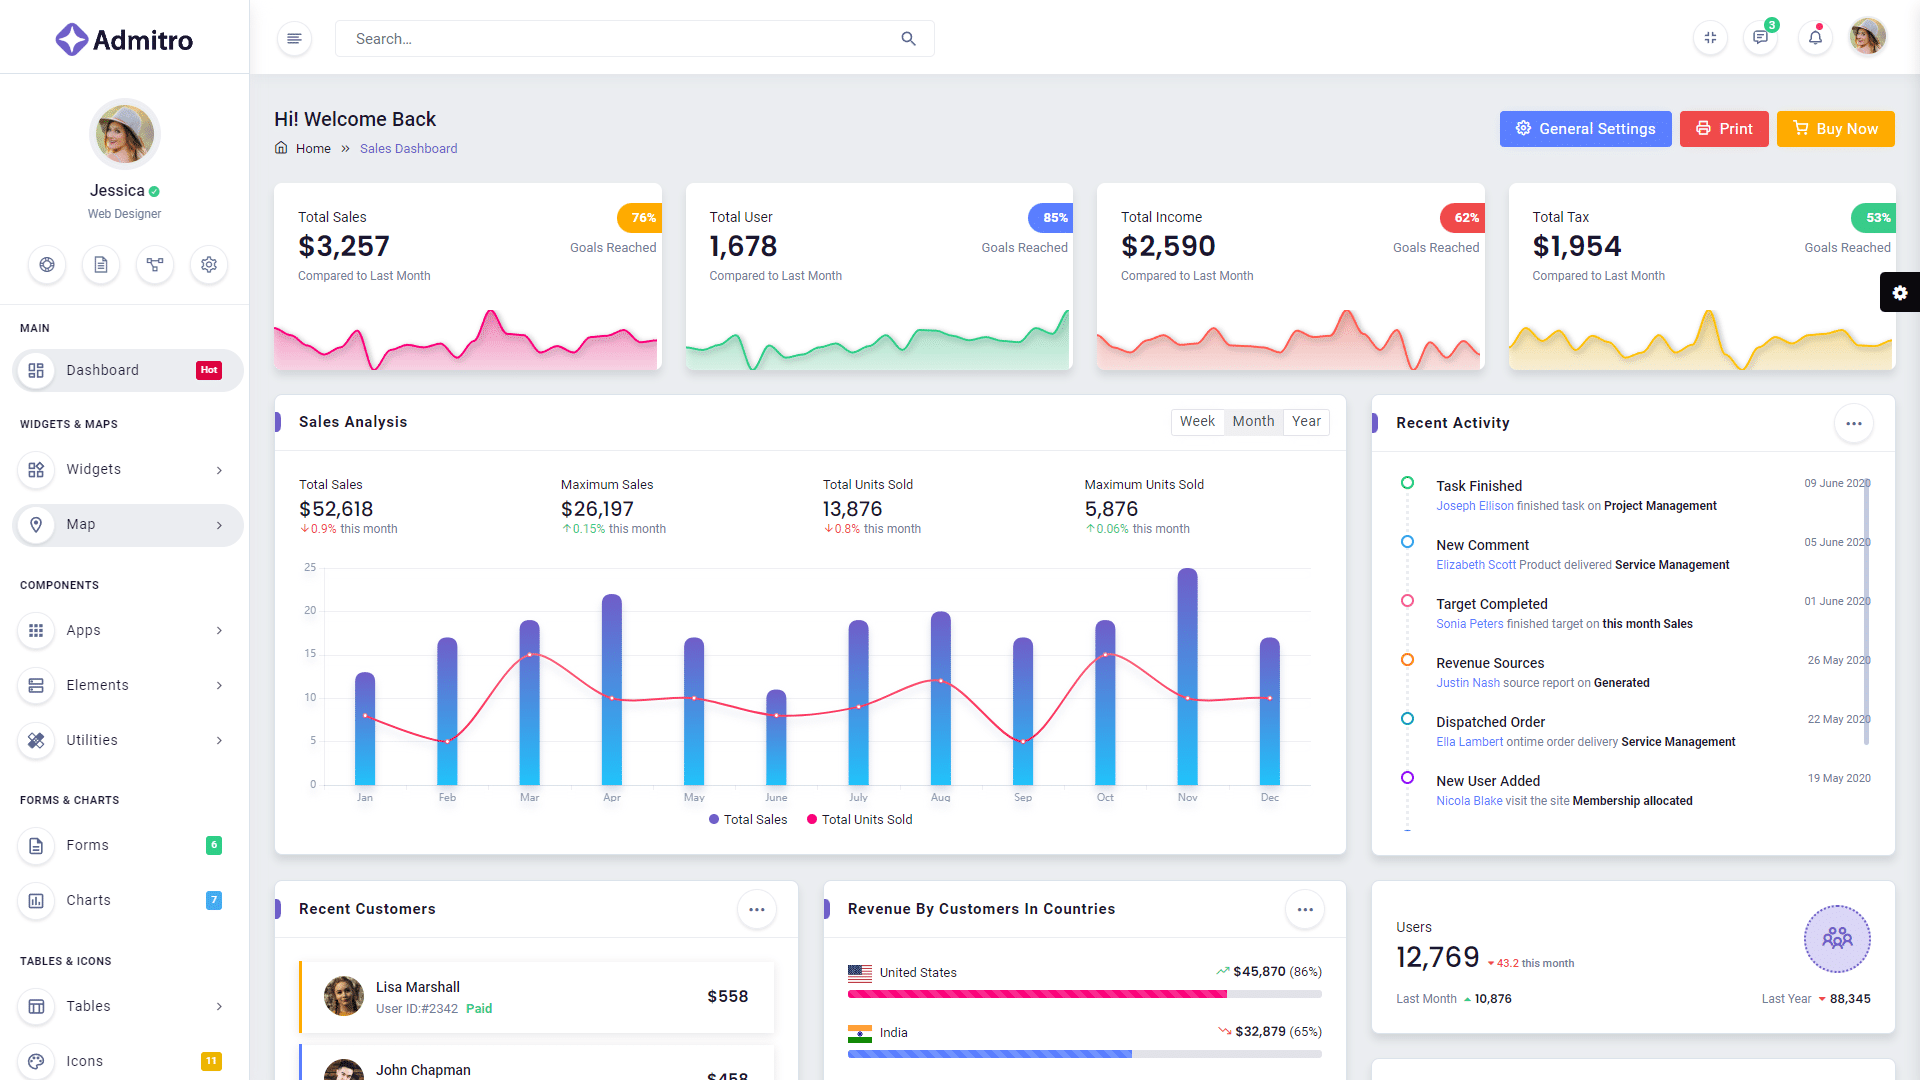 Admitro
Search...
3
Jessica
Web Designer
MAIN
Dashboard
Hot
WIDGETS & MAPS
Widgets
Map
COMPONENTS
Apps
Elements
Utilities
FORMS & CHARTS
Forms
6
Charts
7
TABLES & ICONS
Tables
Icons
11
Hi! Welcome Back
Home » Sales Dashboard
General Settings
Print
Buy Now
Total Sales
76%
$3,257
Goals Reached
Compared to Last Month
Total User
85%
1,678
Goals Reached
Compared to Last Month
Total Income
62%
$2,590
Goals Reached
Compared to Last Month
Total Tax
53%
$1,954
Goals Reached
Compared to Last Month
Sales Analysis
Week Month Year
Total Sales
$52,618
0.9% this month
Maximum Sales
$26,197
0.15% this month
Total Units Sold
13,876
0.8% this month
Maximum Units Sold
5,876
0.06% this month
25
20
15
10
5
0
Jan Feb Mar Apr May June July Aug Sep Oct Nov Dec
Total Sales Total Units Sold
Recent Activity
Task Finished
09 June 2020
Joseph Ellison finished task on Project Management
New Comment
05 June 2020
Elizabeth Scott Product delivered Service Management
Target Completed
01 June 2020
Sonia Peters finished target on this month Sales
Revenue Sources
26 May 2020
Justin Nash source report on Generated
Dispatched Order
22 May 2020
Ella Lambert ontime order delivery Service Management
New User Added
19 May 2020
Nicola Blake visit the site Membership allocated
Recent Customers
Lisa Marshall
User ID:#2342 Paid
$558
John Chapman
$458
Revenue By Customers In Countries
United States
$45,870 (86%)
India
$32,879 (65%)
Users
12,769
43.2 this month
Last Month 10,876
Last Year 88,345